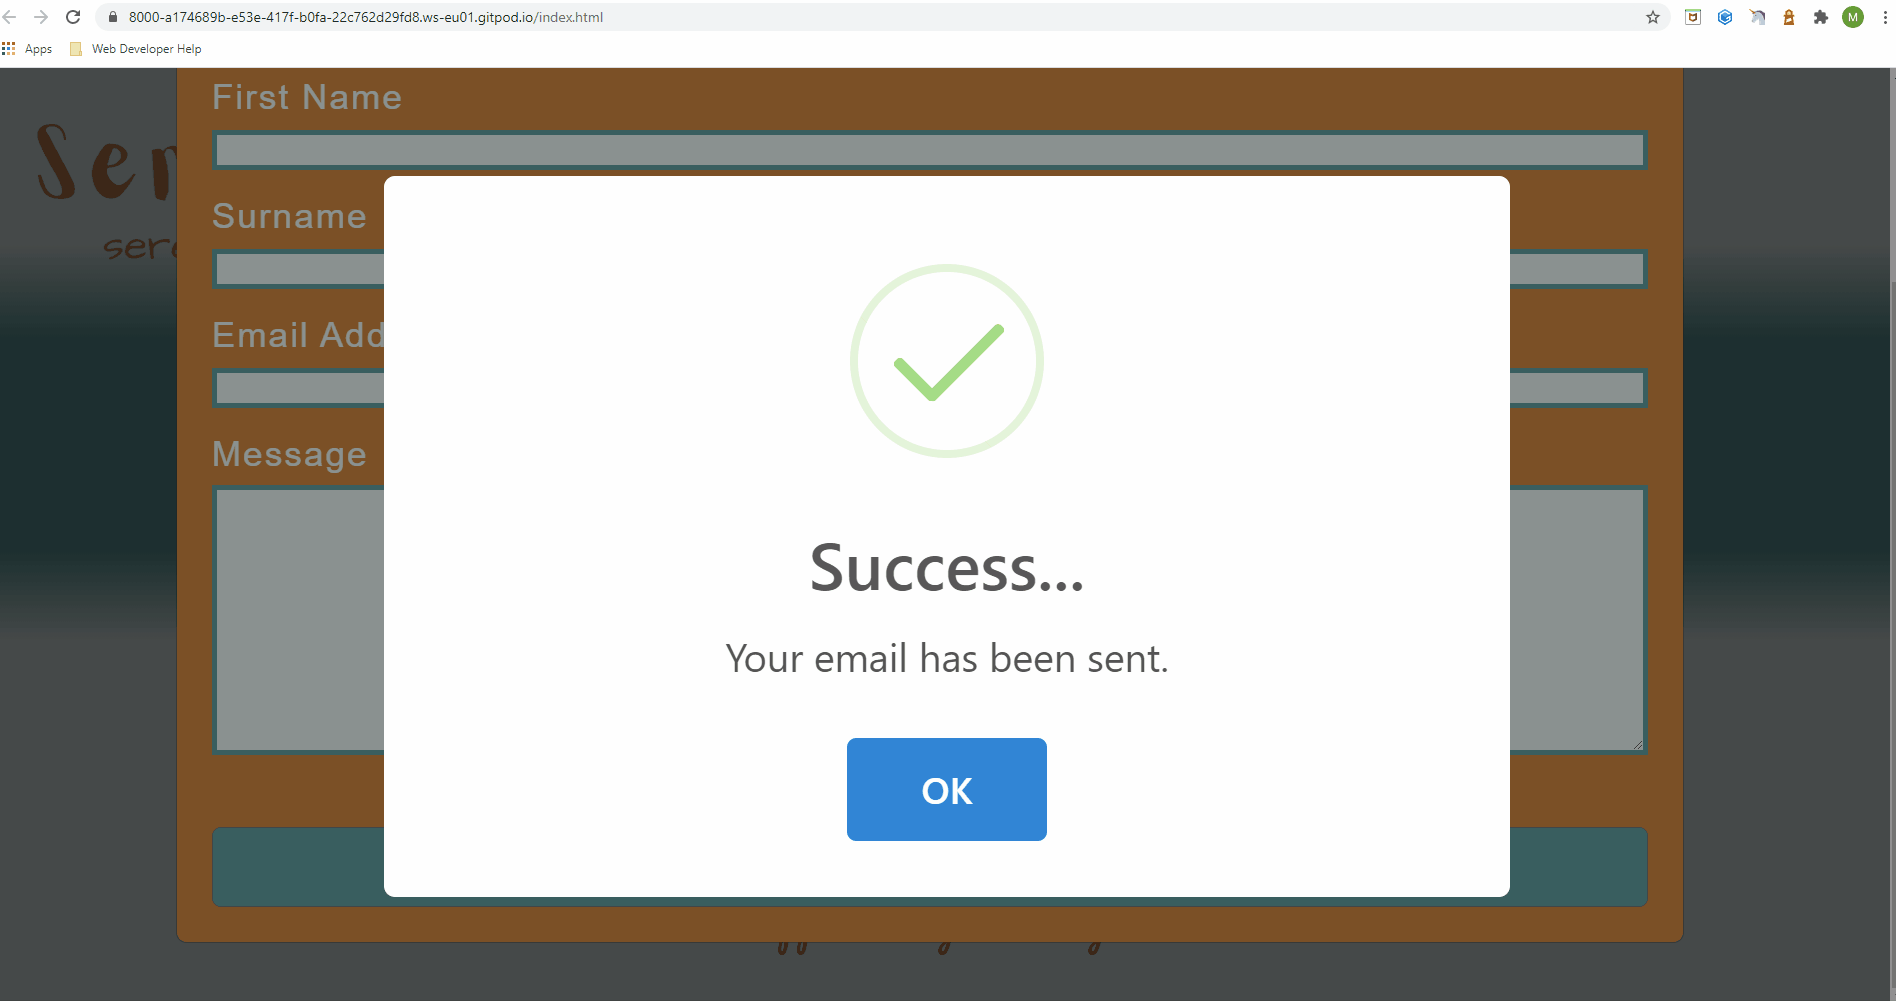 8000-a174689b-e53e-417f-b0fa-22c762d29fd8.ws-eu01.gitpod.io/index.html
M
Apps
Web Developer Help
First Name
Ser
Surname
sere
Email Add
Message
Success...
Your email has been sent.
OK